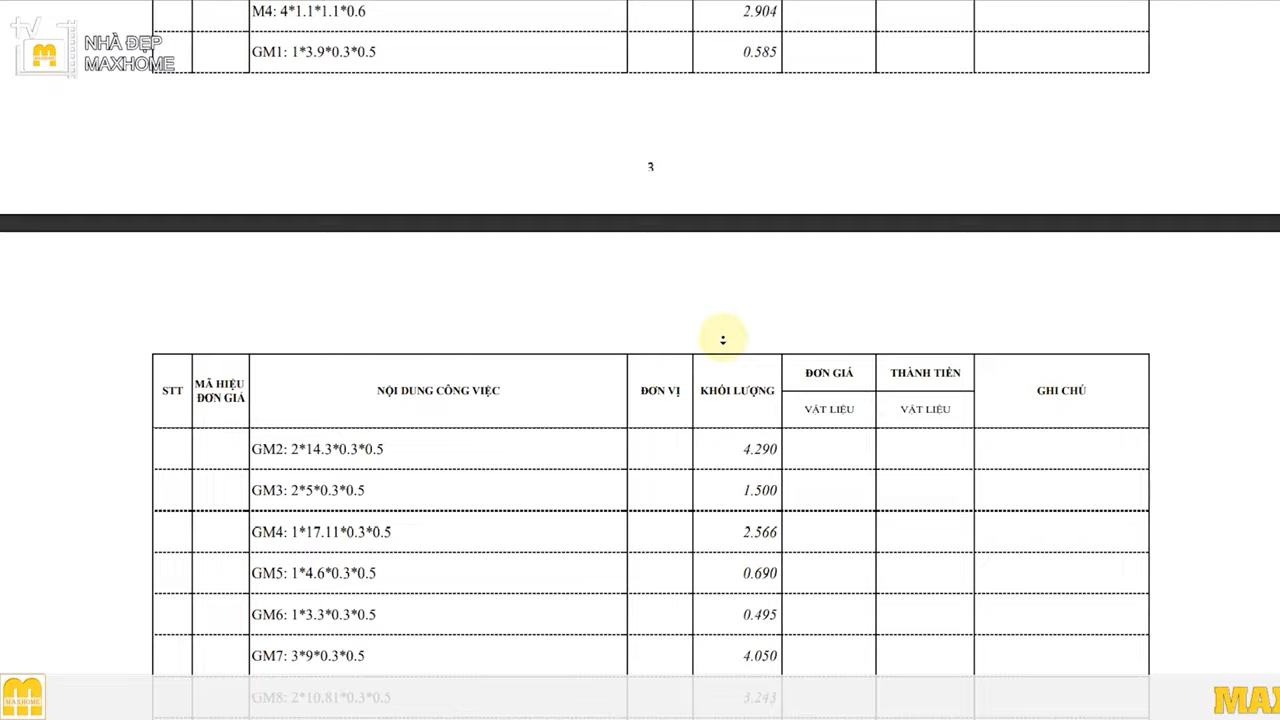 M4: 4*1.1*1.1*0.6 2.904
NHÀ ĐẸP
MAXHOME
GM1: 1*3.9*0.3*0.5 0.585
3
STT MÃ HIỆU ĐƠN GIÁ NỘI DUNG CÔNG VIỆC ĐƠN VỊ KHỐI LƯỢNG ĐƠN GIÁ THÀNH TIỀN GHI CHÚ
VẬT LIỆU VẬT LIỆU
GM2: 2*14.3*0.3*0.5 4.290
GM3: 2*5*0.3*0.5 1.500
GM4: 1*17.11*0.3*0.5 2.566
GM5: 1*4.6*0.3*0.5 0.690
GM6: 1*3.3*0.3*0.5 0.495
GM7: 3*9*0.3*0.5 4.050
GM8: 2*10.81*0.3*0.5 3.243
MAXHOME